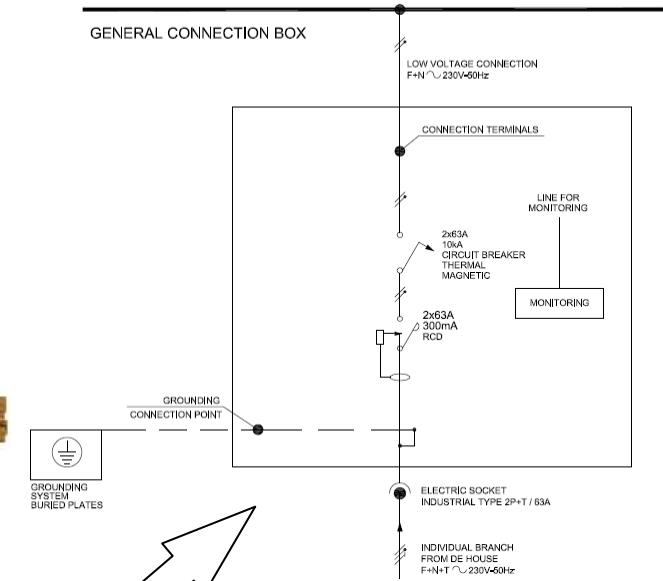 GENERAL CONNECTION BOX
LOW VOLTAGE CONNECTION
F+N 230V-50Hz
CONNECTION TERMINALS
LINE FOR
MONITORING
2x63A
10kA
CIRCUIT BREAKER
THERMAL
MAGNETIC
MONITORING
2x63A
300mA
RCD
GROUNDING
CONNECTION POINT
GROUNDING
SYSTEM
BURIED PLATES
ELECTRIC SOCKET
INDUSTRIAL TYPE 2P+T / 63A
INDIVIDUAL BRANCH
FROM DE HOUSE
F+N+T 230V-50Hz